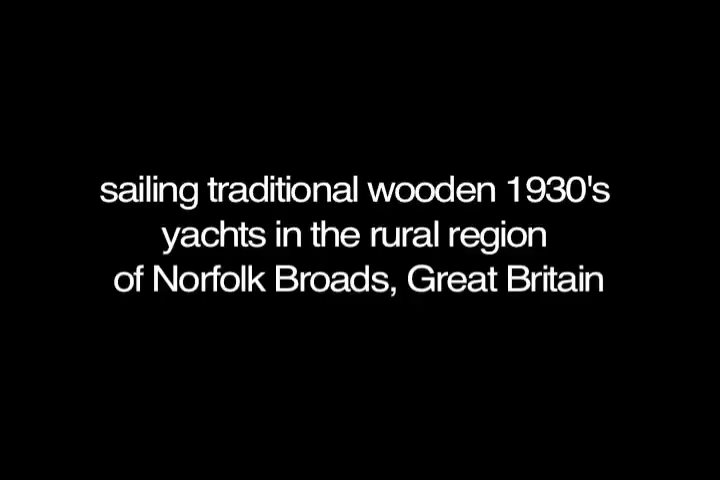 sailing traditional wooden 1930's
yachts in the rural region
of Norfolk Broads, Great Britain